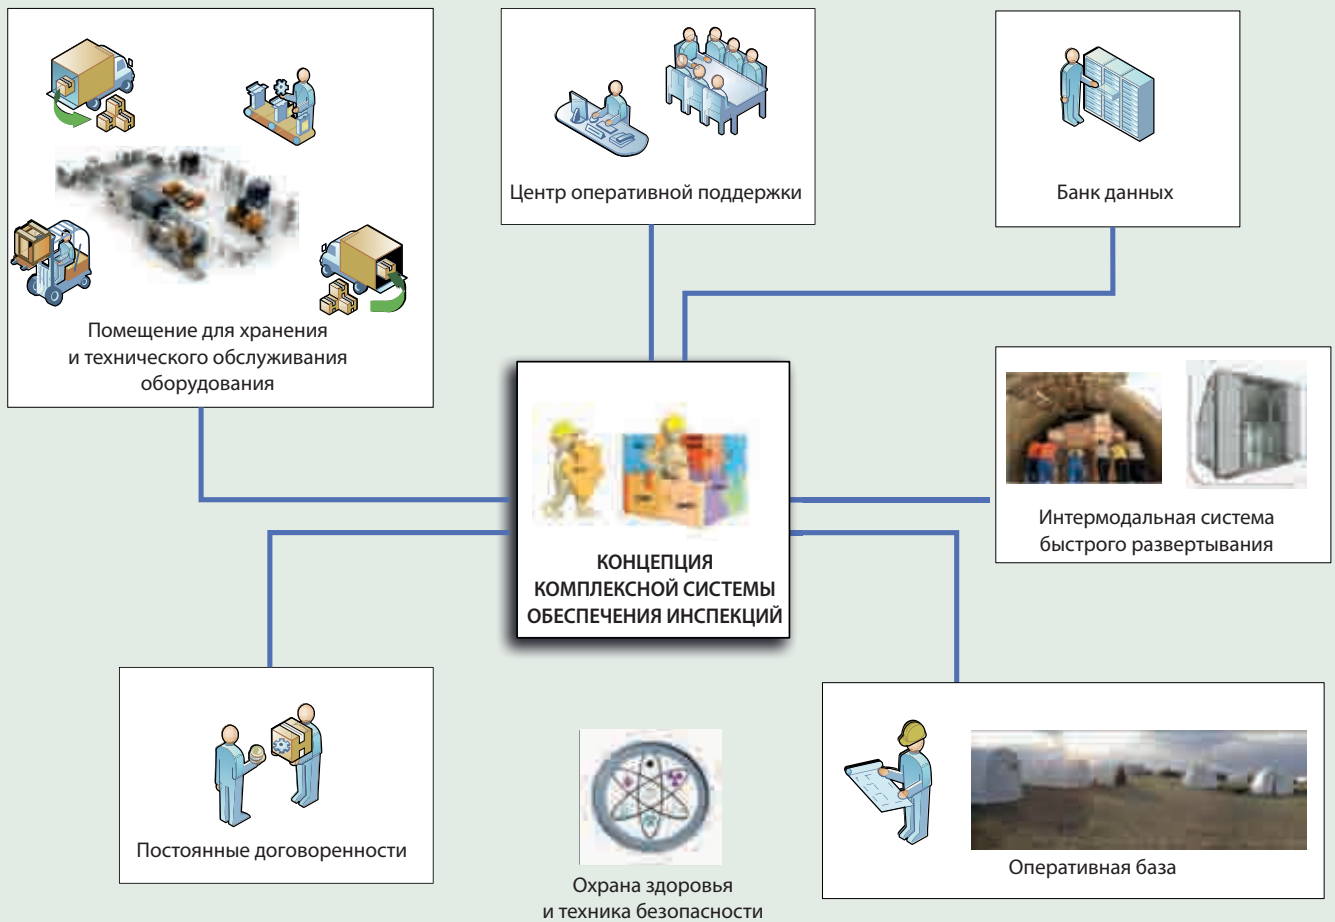 Центр оперативной поддержки
Банк данных
Помещение для хранения
и технического обслуживания
оборудования
Интермодальная система
быстрого развертывания
КОНЦЕПЦИЯ
КОМПЛЕКСНОЙ СИСТЕМЫ
ОБЕСПЕЧЕНИЯ ИНСПЕКЦИЙ
Постоянные договоренности
Охрана здоровья
и техника безопасности
Оперативная база